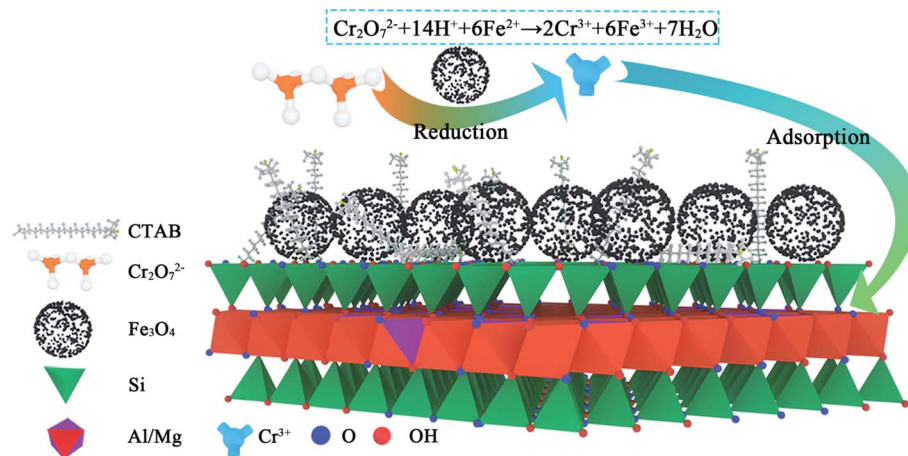 Cr₂O₇²⁻+14H⁺+6Fe²⁺→2Cr³⁺+6Fe³⁺+7H₂O
Reduction
Adsorption
CTAB
Cr₂O₇²⁻
Fe₃O₄
Si
Al/Mg
Cr³⁺
O
OH